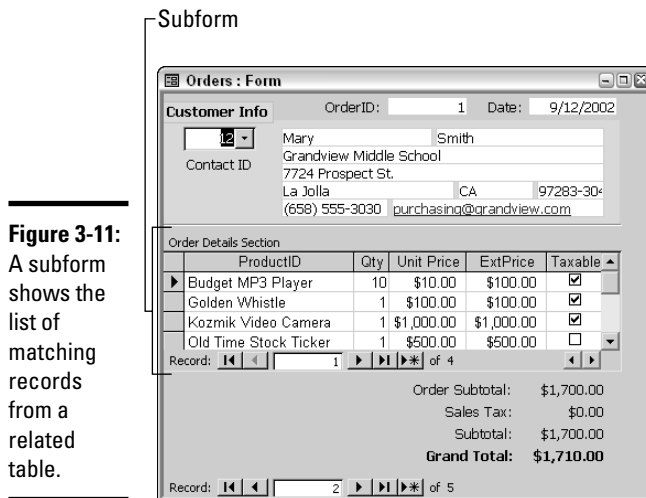 Subform
Orders : Form
Customer Info OrderID: 1 Date: 9/12/2002
12 Mary Smith
Contact ID Grandview Middle School
7724 Prospect St.
La Jolla CA 97283-304
(658) 555-3030 purchasing@grandview.com
Figure 3-11:
A subform
shows the
list of
matching
records
from a
related
table.
Order Details Section
ProductID Qty Unit Price ExtPrice Taxable
Budget MP3 Player 10 $10.00 $100.00
Golden Whistle 1 $100.00 $100.00
Kozmik Video Camera 1 $1,000.00 $1,000.00
Old Time Stock Ticker 1 $500.00 $500.00
Record: 1 of 4
Order Subtotal: $1,700.00
Sales Tax: $0.00
Subtotal: $1,700.00
Grand Total: $1,710.00
Record: 2 of 5